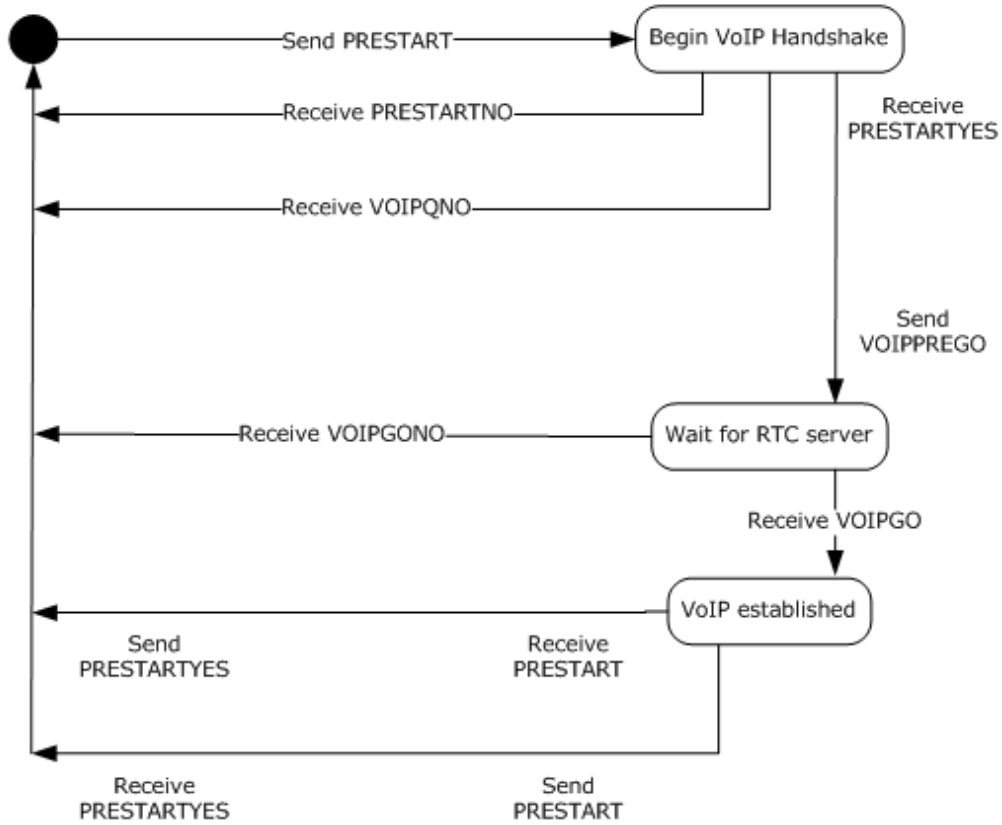 Send PRESTART
Begin VoIP Handshake
Receive PRESTARTNO
Receive
PRESTARTYES
Receive VOIPQNO
Send
VOIPPREGO
Receive VOIPGONO
Wait for RTC server
Receive VOIPGO
VoIP established
Send
PRESTARTYES
Receive
PRESTART
Receive
PRESTARTYES
Send
PRESTART